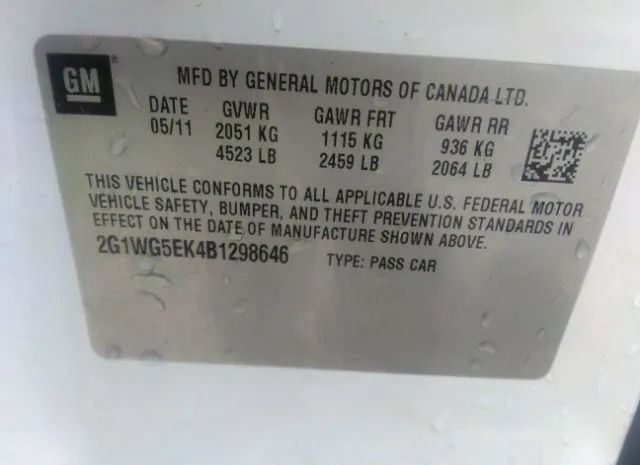 GM ®
MFD BY GENERAL MOTORS OF CANADA LTD.
DATE GVWR GAWR FRT GAWR RR
05/11 2051 KG 1115 KG 936 KG
4523 LB 2459 LB 2064 LB
THIS VEHICLE CONFORMS TO ALL APPLICABLE U.S. FEDERAL MOTOR
VEHICLE SAFETY, BUMPER, AND THEFT PREVENTION STANDARDS IN
EFFECT ON THE DATE OF MANUFACTURE SHOWN ABOVE.
2G1WG5EK4B1298646 TYPE: PASS CAR